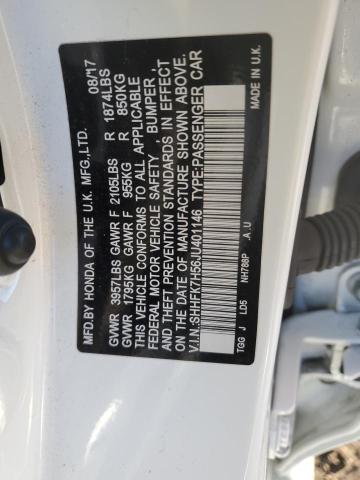 MFD.BY HONDA OF THE U.K. MFG.,LTD. 08/17
GVWR 3957LBS GAWR F 2105LBS R 1874LBS
GVWR 1795KG GAWR F 955KG R 850KG
THIS VEHICLE CONFORMS TO ALL APPLICABLE
FEDERAL MOTOR VEHICLE SAFETY , BUMPER ,
AND THEFT PREVENTION STANDARDS IN EFFECT
ON THE DATE OF MANUFACTURE SHOWN ABOVE.
V.I.N.:SHHFK7H56JU401146 TYPE:PASSENGER CAR
TGG J LD5 NH788P .A.U MADE IN U.K.